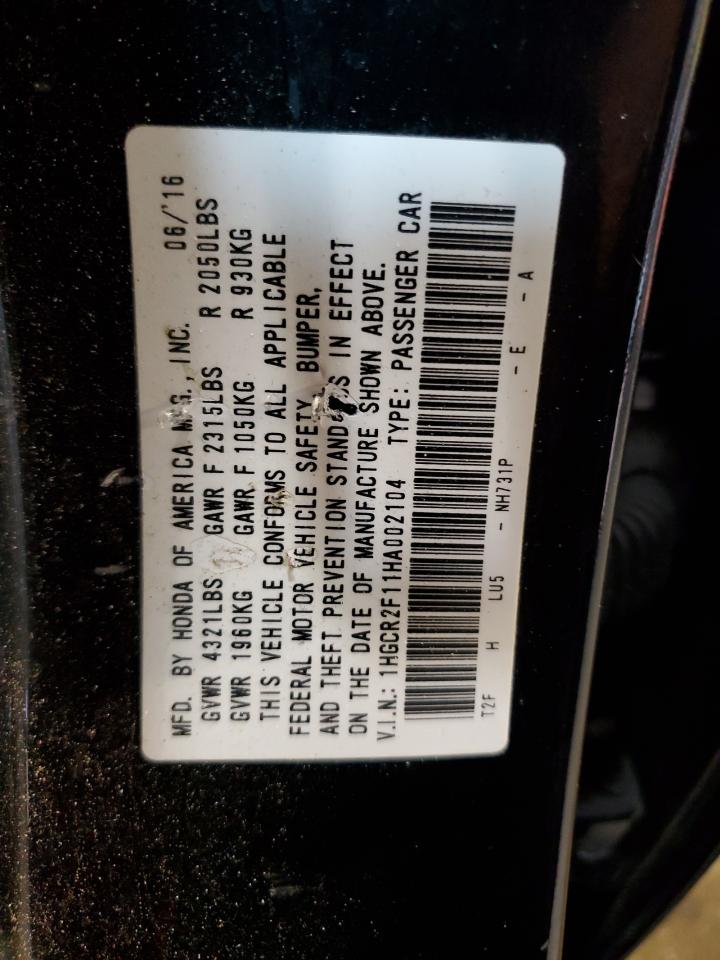 MFD. BY HONDA OF AMERICA MFG., INC. 06/'16
GVWR 4321LBS GAWR F 2315LBS R 2050LBS
GVWR 1960KG GAWR F 1050KG R 930KG
THIS VEHICLE CONFORMS TO ALL APPLICABLE
FEDERAL MOTOR VEHICLE SAFETY, BUMPER,
AND THEFT PREVENTION STANDARDS IN EFFECT
ON THE DATE OF MANUFACTURE SHOWN ABOVE.
V.I.N.: 1HGCR2F11HA002104 TYPE: PASSENGER CAR
T2F H LU5 - NH731P - E - A